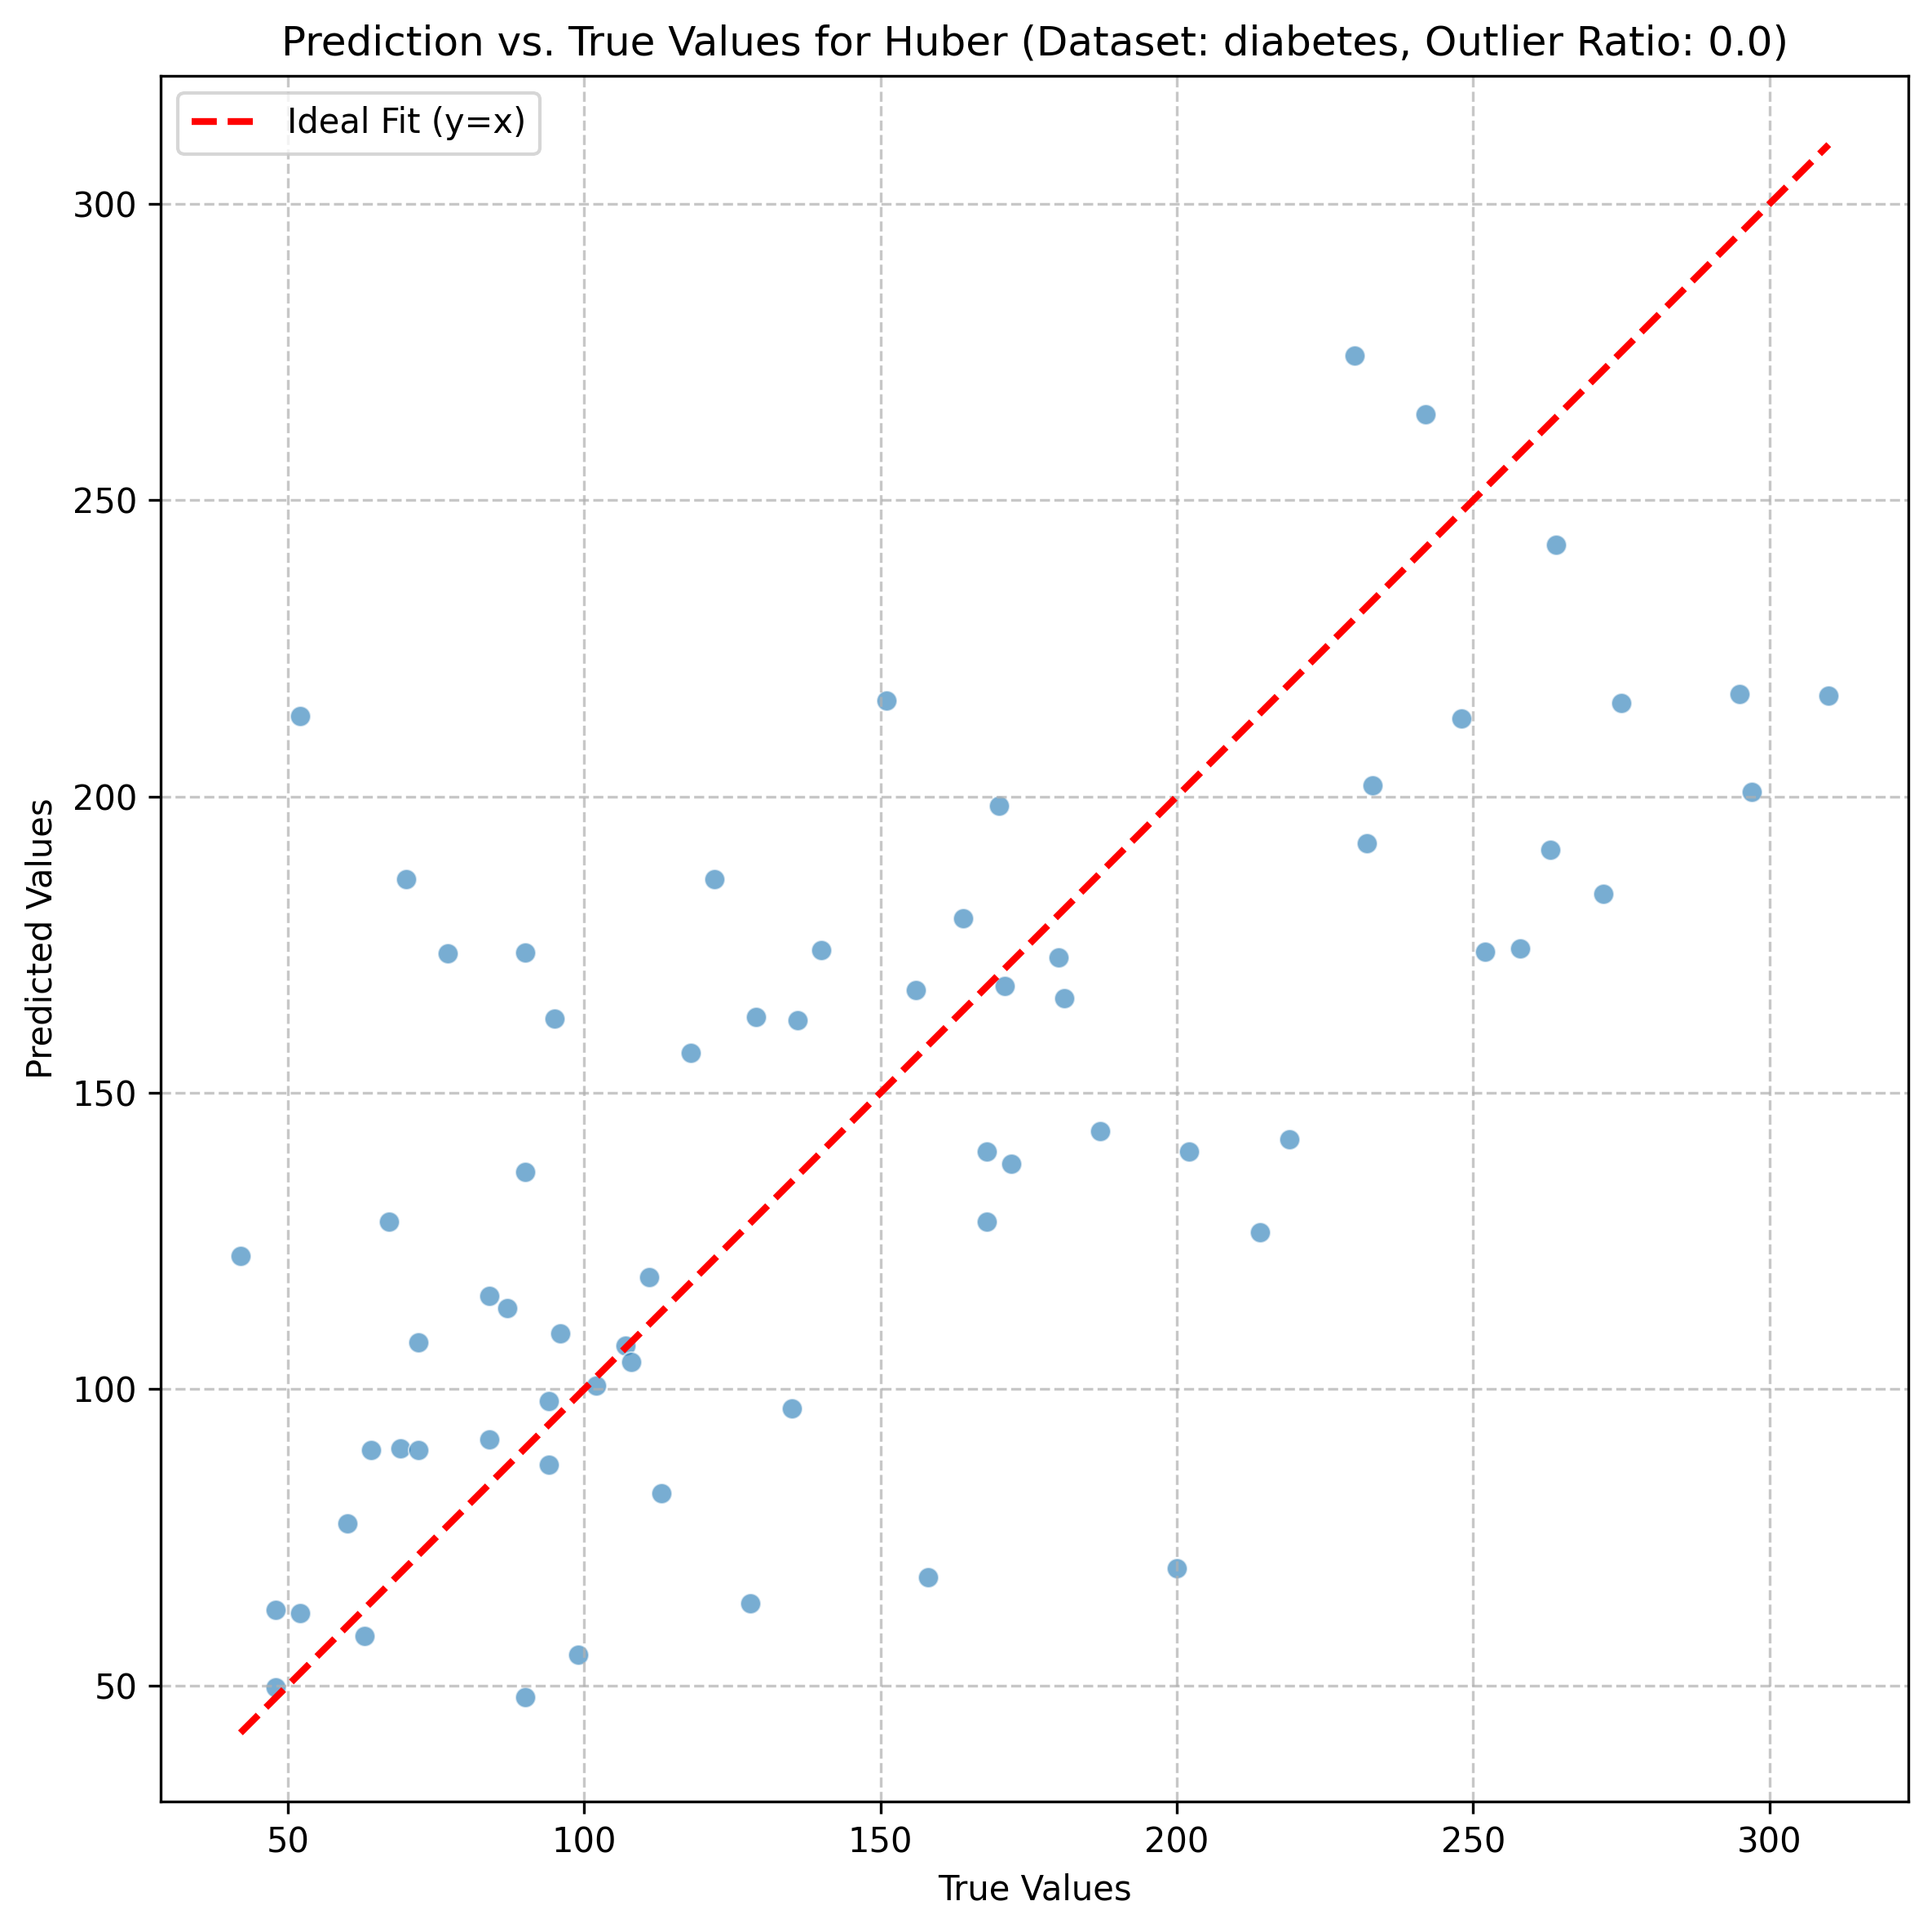 Prediction vs. True Values for Huber (Dataset: diabetes, Outlier Ratio: 0.0)
Ideal Fit (y=x)
300
250
200
150
100
50
Predicted Values
50 100 150 200 250 300
True Values